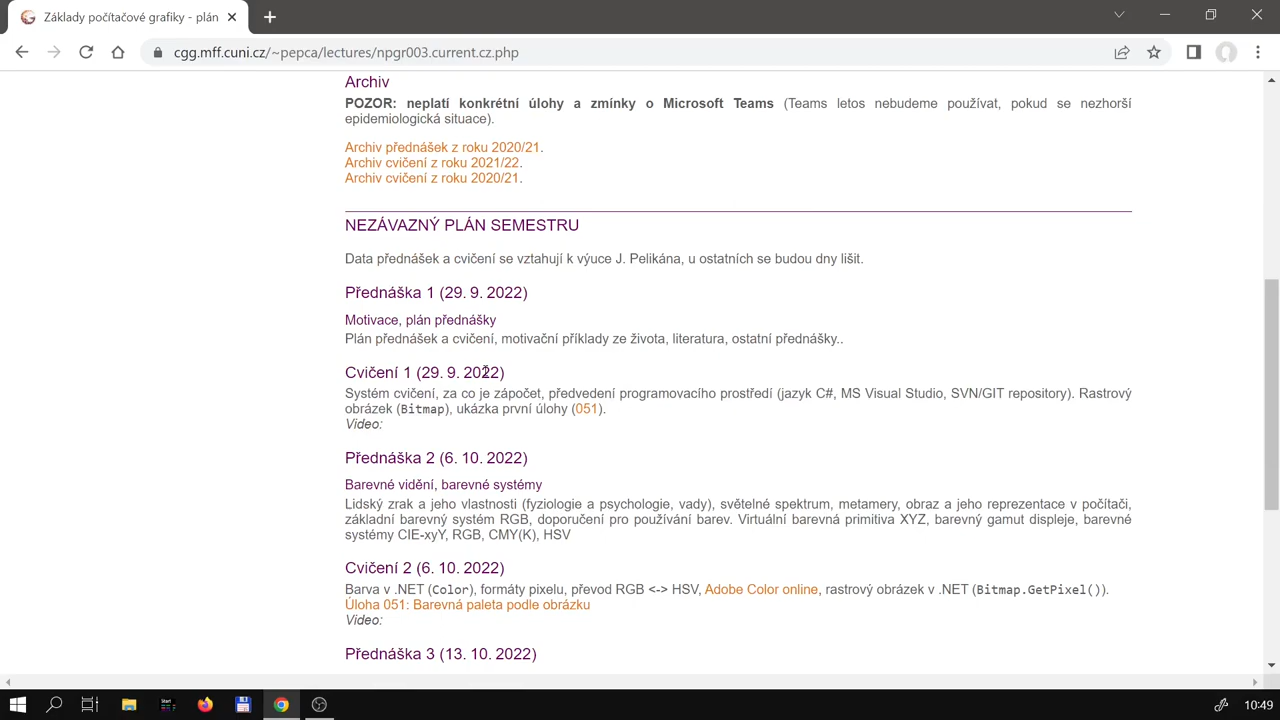 Základy počítačové grafiky - plán
cgg.mff.cuni.cz/~pepca/lectures/npgr003.current.cz.php
Archiv
POZOR: neplatí konkrétní úlohy a zmínky o Microsoft Teams (Teams letos nebudeme používat, pokud se nezhorší
epidemiologická situace).
Archiv přednášek z roku 2020/21.
Archiv cvičení z roku 2021/22.
Archiv cvičení z roku 2020/21.
NEZÁVAZNÝ PLÁN SEMESTRU
Data přednášek a cvičení se vztahují k výuce J. Pelikána, u ostatních se budou dny lišit.
Přednáška 1 (29. 9. 2022)
Motivace, plán přednášky
Plán přednášek a cvičení, motivační příklady ze života, literatura, ostatní přednášky..
Cvičení 1 (29. 9. 2022)
Systém cvičení, za co je zápočet, předvedení programovacího prostředí (jazyk C#, MS Visual Studio, SVN/GIT repository). Rastrový
obrázek (Bitmap), ukázka první úlohy (051).
Video:
Přednáška 2 (6. 10. 2022)
Barevné vidění, barevné systémy
Lidský zrak a jeho vlastnosti (fyziologie a psychologie, vady), světelné spektrum, metamery, obraz a jeho reprezentace v počítači,
základní barevný systém RGB, doporučení pro používání barev. Virtuální barevná primitiva XYZ, barevný gamut displeje, barevné
systémy CIE-xyY, RGB, CMY(K), HSV
Cvičení 2 (6. 10. 2022)
Barva v .NET (Color), formáty pixelu, převod RGB <-> HSV, Adobe Color online, rastrový obrázek v .NET (Bitmap.GetPixel()).
Úloha 051: Barevná paleta podle obrázku
Video:
Přednáška 3 (13. 10. 2022)
10:49